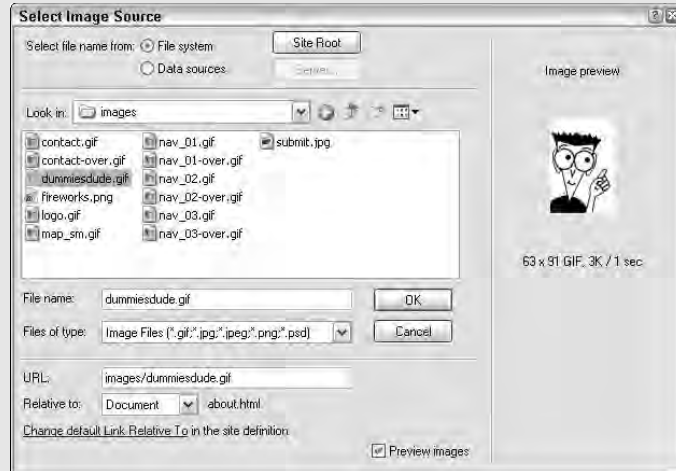 Select Image Source
Select file name from: File system Site Root
Data sources Server...
Image preview
Look in: images
contact.gif nav_01.gif submit.jpg
contact-over.gif nav_01-over.gif
dummiesdude.gif nav_02.gif
fireworks.png nav_02-over.gif
logo.gif nav_03.gif
map_sm.gif nav_03-over.gif
63 x 91 GIF, 3K / 1 sec
File name: dummiesdude.gif OK
Files of type: Image Files (*.gif;*.jpg;*.jpeg;*.png;*.psd) Cancel
URL: images/dummiesdude.gif
Relative to: Document about.html
Change default Link Relative To in the site definition
Preview images